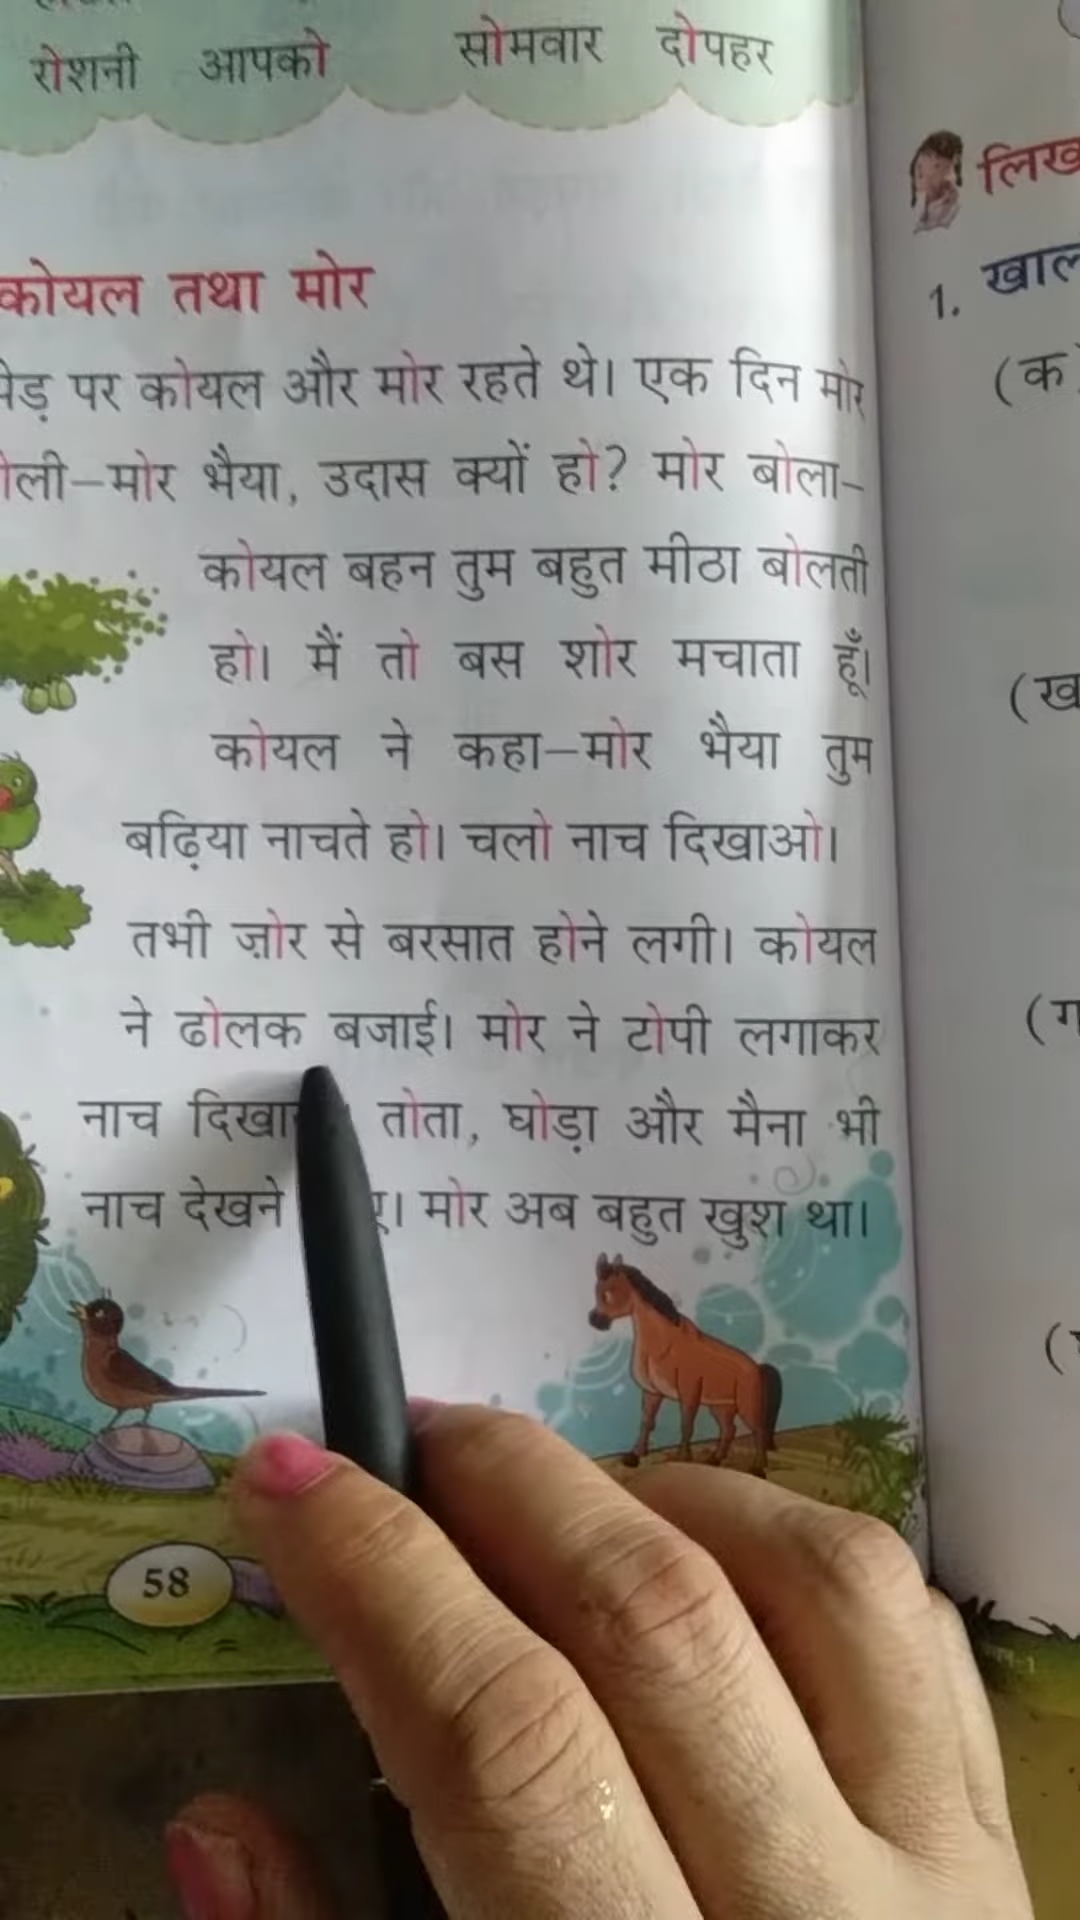 रोशनी आपको सोमवार दोपहर
कोयल तथा मोर
पर कोयल और मोर रहते थे। एक दिन मोर
मोर भैया, उदास क्यों हो? मोर बोला–
कोयल बहन तुम बहुत मीठा बोलती
हो। मैं तो बस शोर मचाता हूँ।
कोयल ने कहा–मोर भैया तुम
बढ़िया नाचते हो। चलो नाच दिखाओ।
तभी ज़ोर से बरसात होने लगी। कोयल
ने ढोलक बजाई। मोर ने टोपी लगाकर
नाच तोता, घोड़ा और मैना भी
नाच देखने मोर अब बहुत खुश था।
58
1.
(क)
(ख
(ग